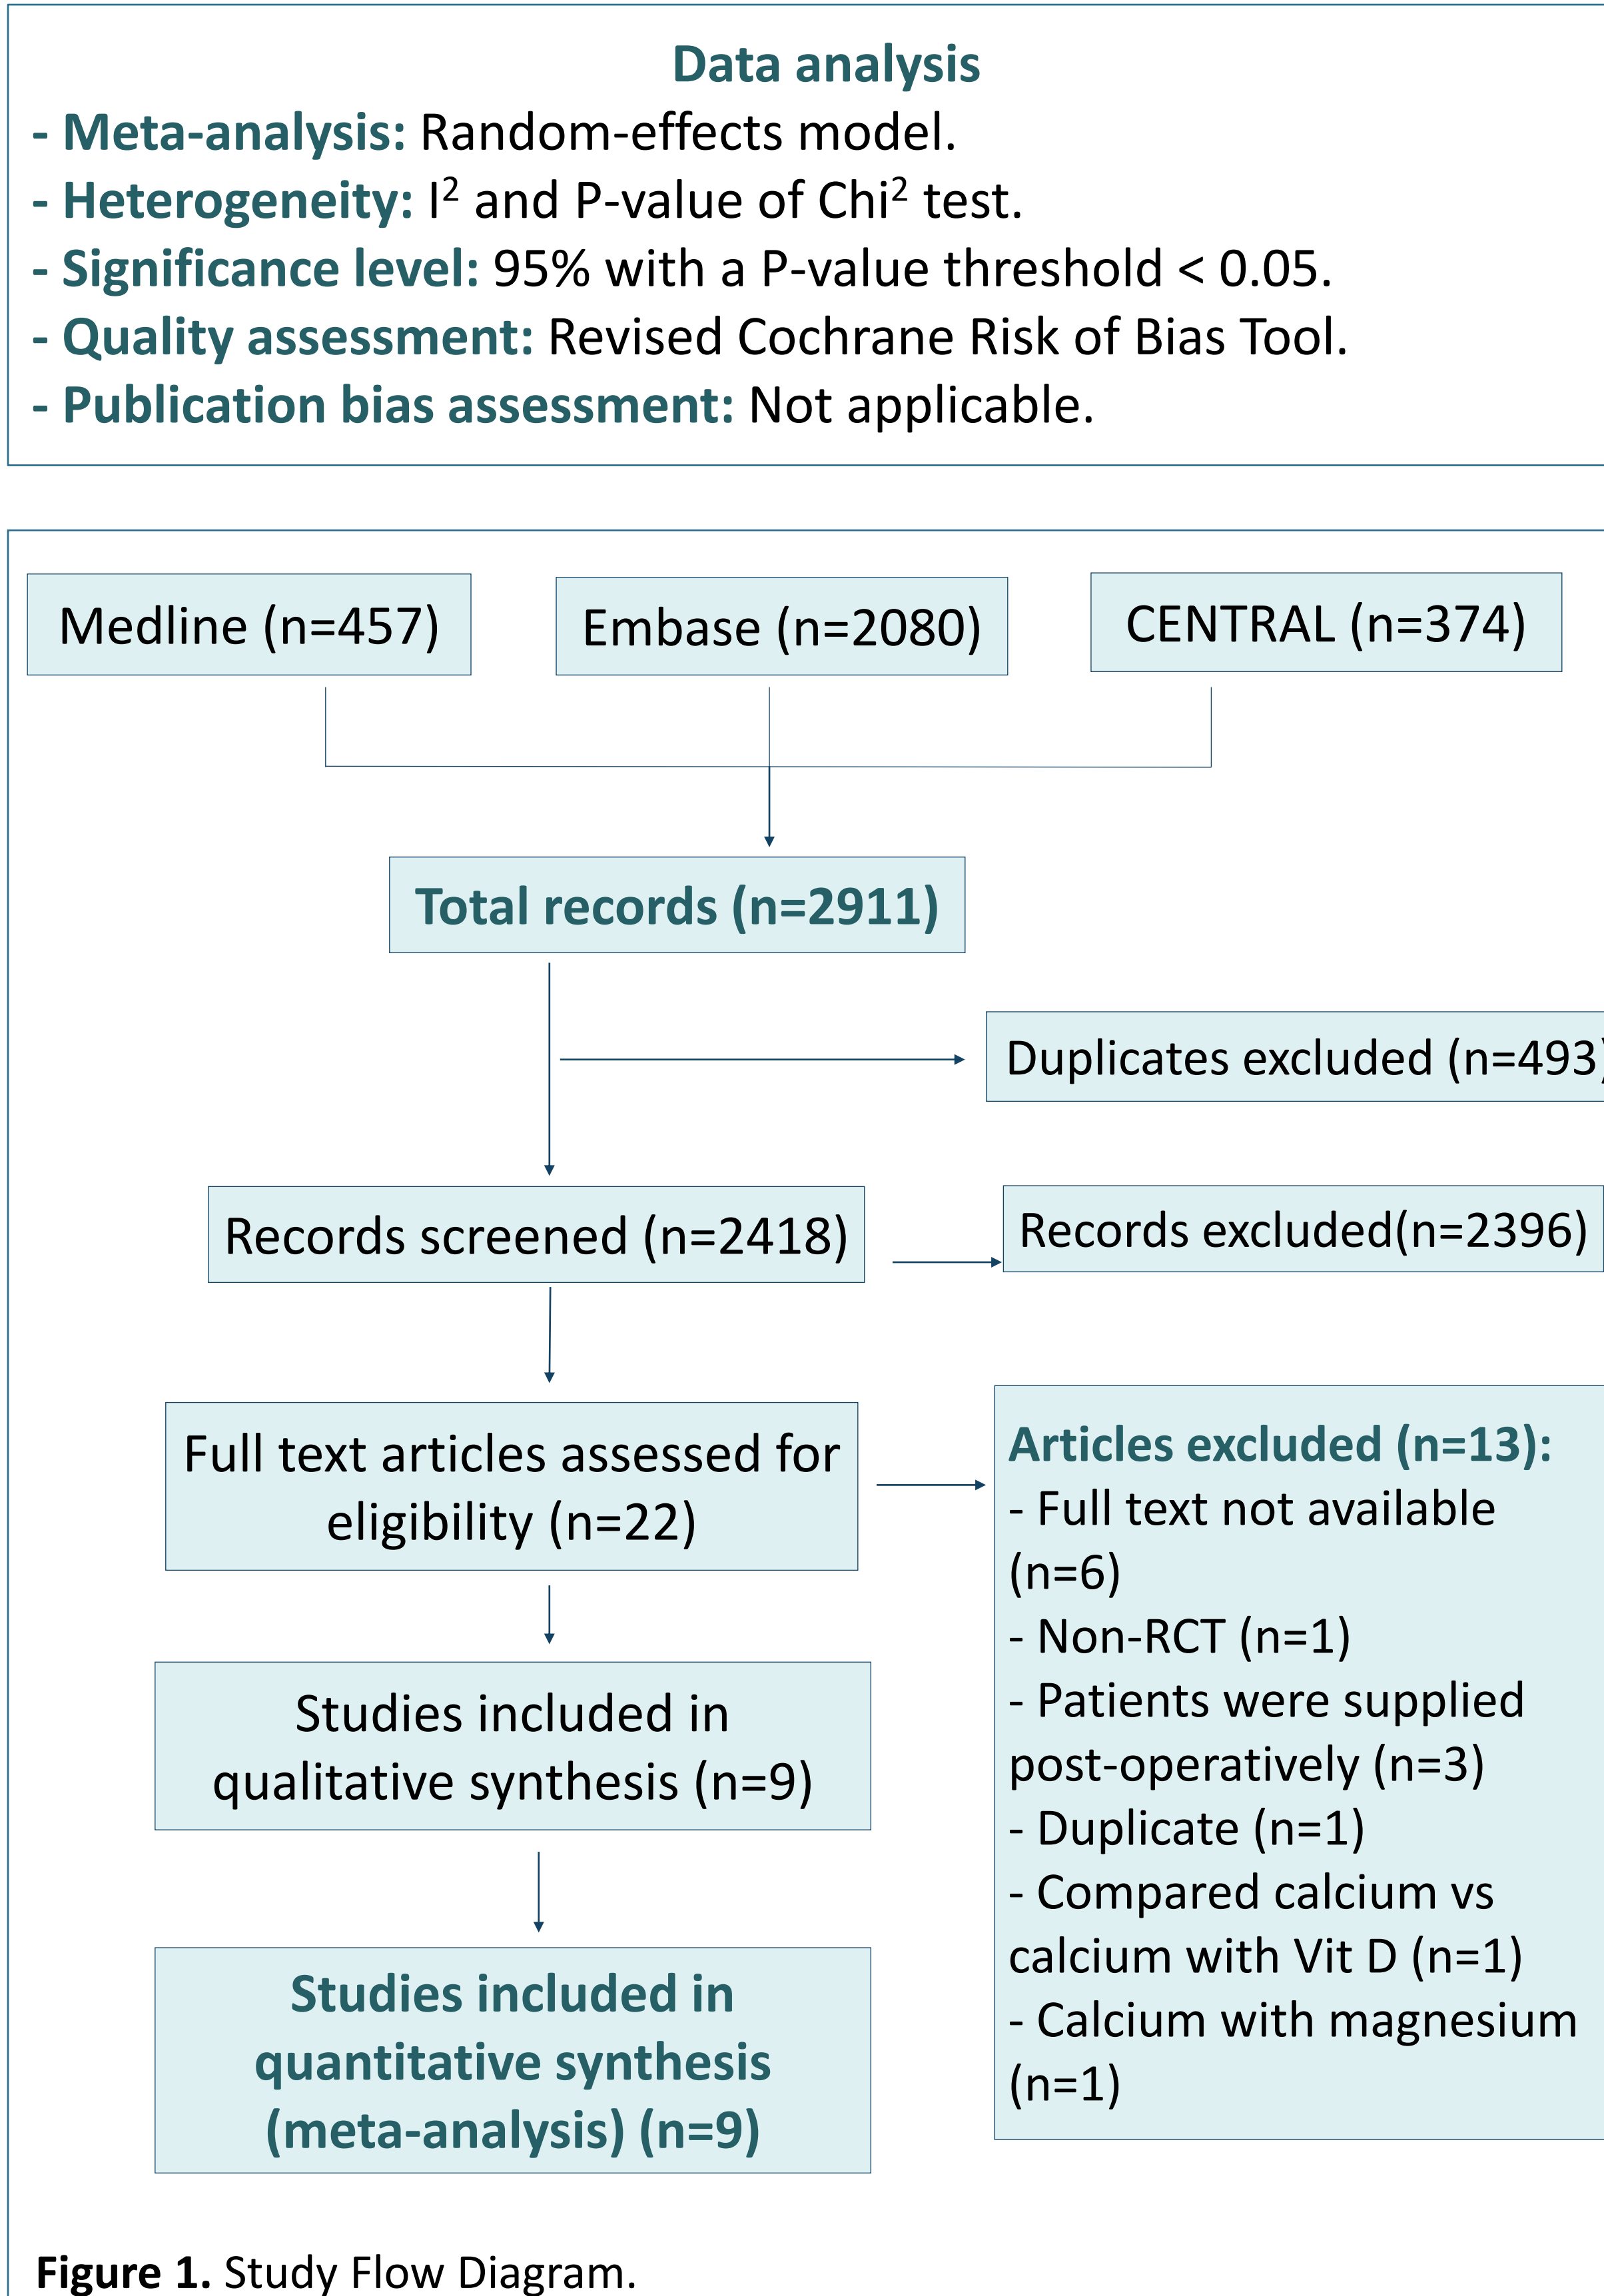 Data analysis
- Meta-analysis: Random-effects model.
- Heterogeneity: I² and P-value of Chi² test.
- Significance level: 95% with a P-value threshold < 0.05.
- Quality assessment: Revised Cochrane Risk of Bias Tool.
- Publication bias assessment: Not applicable.
Medline (n=457)
Embase (n=2080)
CENTRAL (n=374)
Total records (n=2911)
Duplicates excluded (n=493)
Records screened (n=2418)
Records excluded(n=2396)
Full text articles assessed for
eligibility (n=22)
Articles excluded (n=13):
- Full text not available
(n=6)
- Non-RCT (n=1)
- Patients were supplied
post-operatively (n=3)
- Duplicate (n=1)
- Compared calcium vs
calcium with Vit D (n=1)
- Calcium with magnesium
(n=1)
Studies included in
qualitative synthesis (n=9)
Studies included in
quantitative synthesis
(meta-analysis) (n=9)
Figure 1. Study Flow Diagram.